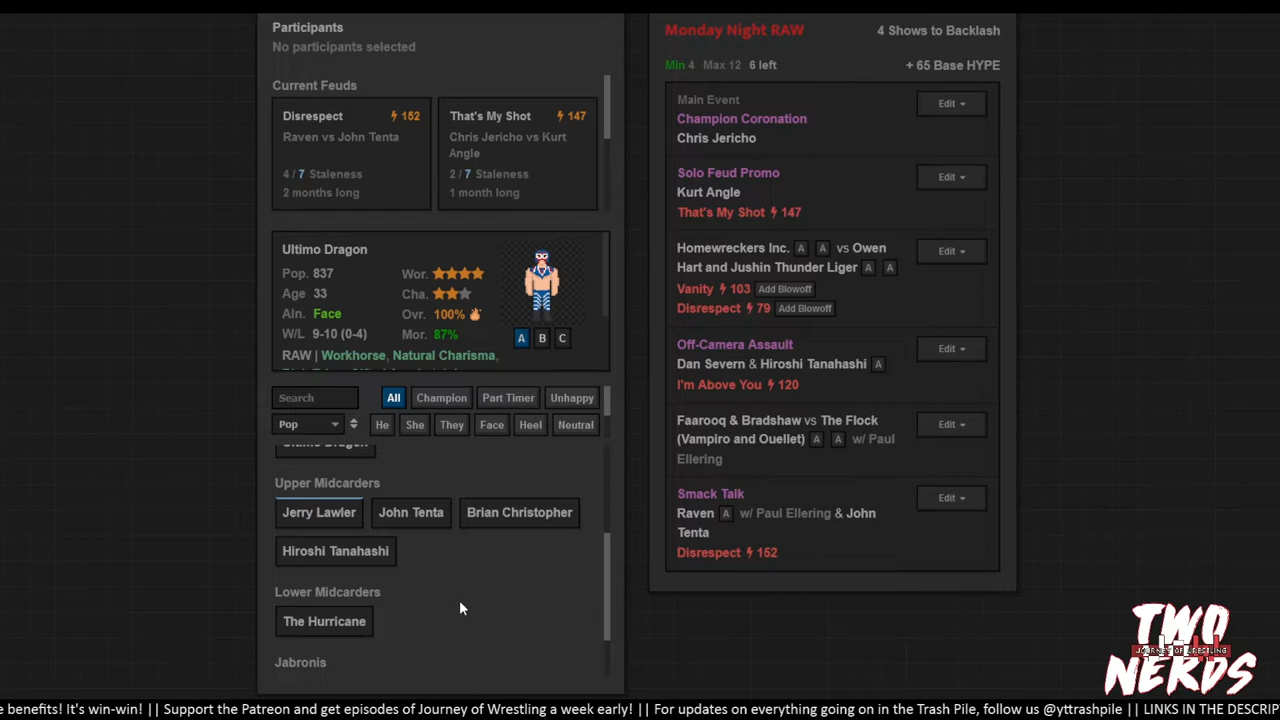 Participants
No participants selected
Current Feuds
Disrespect 152
Raven vs John Tenta
4 / 7 Staleness
2 months long
That's My Shot 147
Chris Jericho vs Kurt
Angle
2 / 7 Staleness
1 month long
Ultimo Dragon
Pop. 837
Age 33
Aln. Face
W/L 9-10 (0-4)
Wor.
Cha.
Ovr. 100%
Mor. 87%
A B C
RAW | Workhorse, Natural Charisma,
Search
All Champion Part Timer Unhappy
Pop He She They Face Heel Neutral
Ultimo Dragon
Upper Midcarders
Jerry Lawler John Tenta Brian Christopher
Hiroshi Tanahashi
Lower Midcarders
The Hurricane
Jabronis
Monday Night RAW 4 Shows to Backlash
Min 4 Max 12 6 left + 65 Base HYPE
Main Event
Champion Coronation
Chris Jericho
Edit
Solo Feud Promo
Kurt Angle
That's My Shot 147
Edit
Homewreckers Inc. A A vs Owen
Hart and Jushin Thunder Liger A A
Vanity 103 Add Blowoff
Disrespect 79 Add Blowoff
Edit
Off-Camera Assault
Dan Severn & Hiroshi Tanahashi A
I'm Above You 120
Edit
Faarooq & Bradshaw vs The Flock
(Vampiro and Ouellet) A A w/ Paul
Ellering
Edit
Smack Talk
Raven A w/ Paul Ellering & John
Tenta
Disrespect 152
Edit
TWO
JOURNEY OF WRESTLING
NERDS
e benefits! It's win-win! || Support the Patreon and get episodes of Journey of Wrestling a week early! || For updates on everything going on in the Trash Pile, follow us @yttrashpile || LINKS IN THE DESCRIP